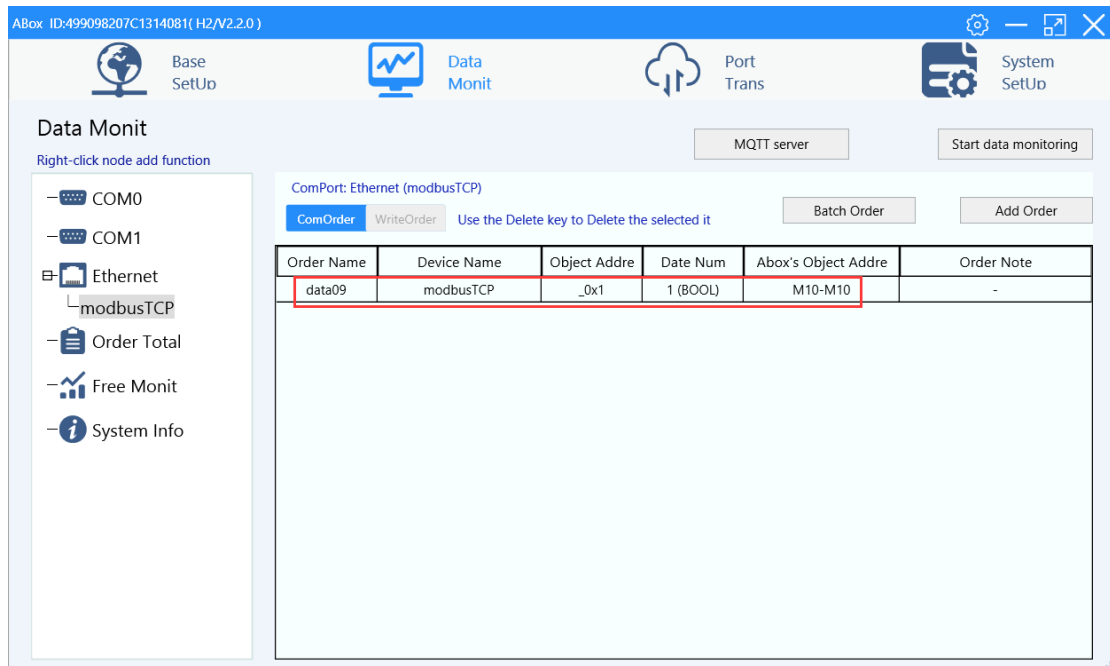 ABox ID:499098207C1314081( H2/V2.2.0 )
Base
SetUp
Data
Monit
Port
Trans
System
SetUp
Data Monit
MQTT server
Start data monitoring
Right-click node add function
COM0
COM1
Ethernet
modbusTCP
Order Total
Free Monit
System Info
ComPort: Ethernet (modbusTCP)
ComOrder WriteOrder Use the Delete key to Delete the selected it
Batch Order
Add Order
Order Name Device Name Object Addre Date Num Abox's Object Addre Order Note
data09 modbusTCP _0x1 1 (BOOL) M10-M10 -